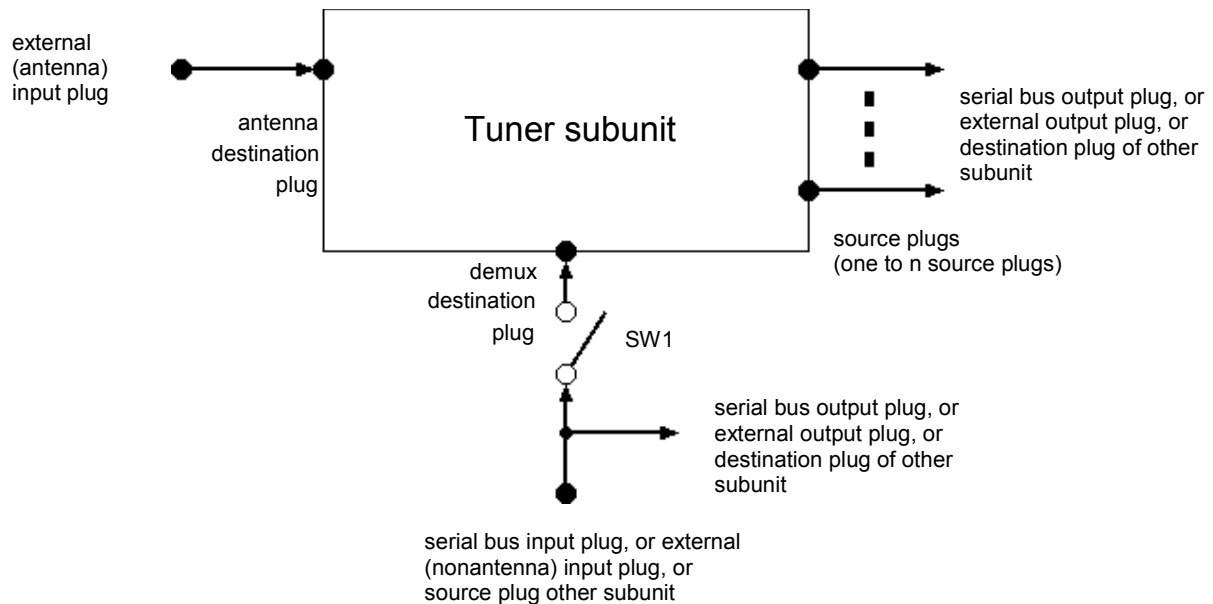 external
(antenna)
input plug
antenna
destination
plug
Tuner subunit
serial bus output plug, or
external output plug, or
destination plug of other
subunit
source plugs
(one to n source plugs)
demux
destination
plug
SW1
serial bus output plug, or
external output plug, or
destination plug of other
subunit
serial bus input plug, or external
(nonantenna) input plug, or
source plug other subunit